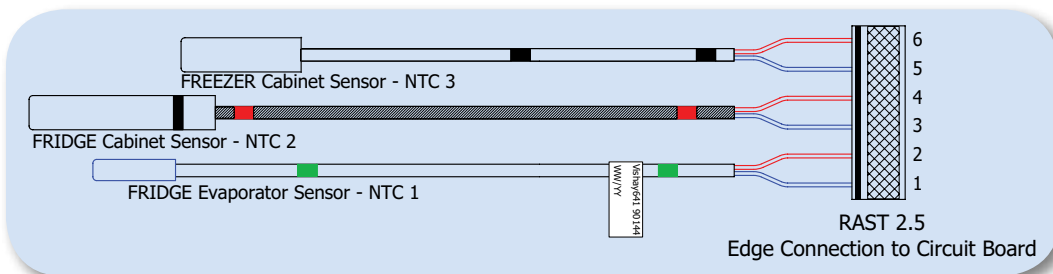 FREEZER Cabinet Sensor - NTC 3
FRIDGE Cabinet Sensor - NTC 2
FRIDGE Evaporator Sensor - NTC 1
Vishay641 90144
WW/YY
6
5
4
3
2
1
RAST 2.5
Edge Connection to Circuit Board